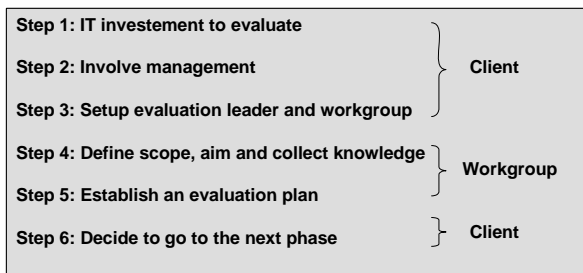 Step 1: IT investement to evaluate
Step 2: Involve management
Client
Step 3: Setup evaluation leader and workgroup
Step 4: Define scope, aim and collect knowledge
Workgroup
Step 5: Establish an evaluation plan
Step 6: Decide to go to the next phase
Client